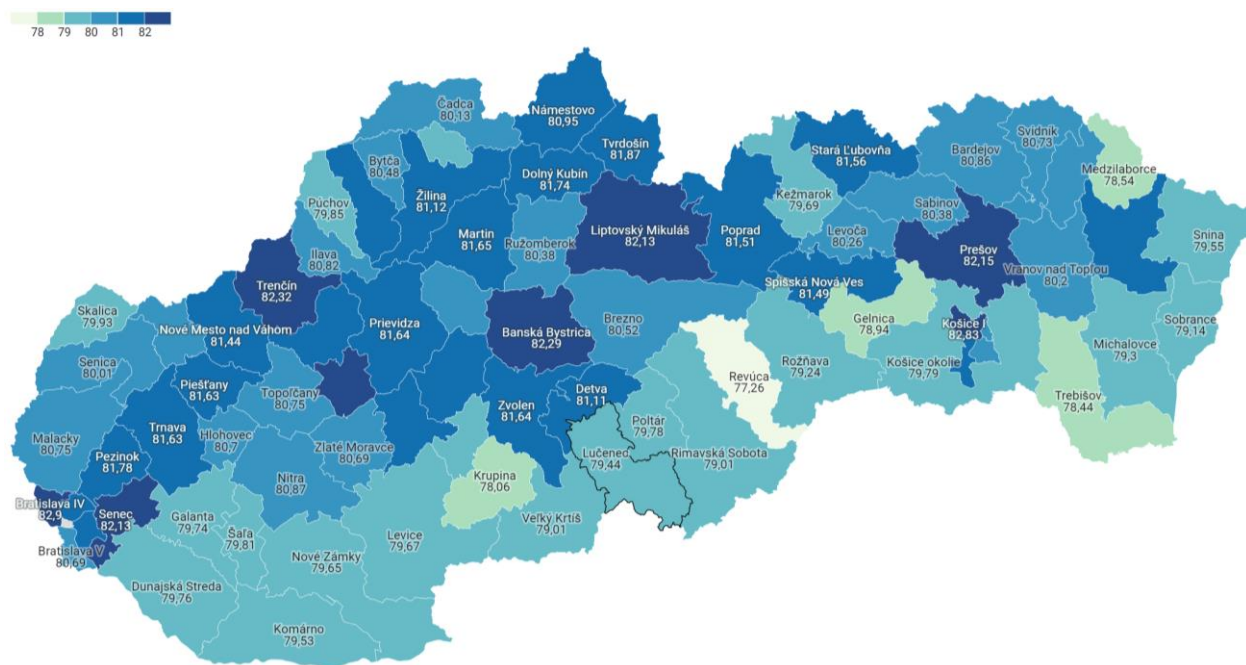 78 79 80 81 82
Čadca
80,13
Námestovo
80,95
Tvrdošín
81,87
Bytča
80,48
Dolný Kubín
81,74
Žilina
81,12
Púchov
79,85
Martin
81,65
Ružomberok
80,38
Liptovský Mikuláš
82,13
Poprad
81,51
Kežmarok
79,69
Stará Ľubovňa
81,56
Bardejov
80,86
Svidník
80,73
Medzilaborce
78,54
Sabinov
80,38
Levoča
80,26
Prešov
82,15
Snina
79,55
Vranov nad Topľou
80,2
Ilava
80,82
Trenčín
82,32
Spišská Nová Ves
81,49
Gelnica
78,94
Košice I
82,83
Sobrance
79,14
Michalovce
79,3
Skalica
79,93
Nové Mesto nad Váhom
81,44
Prievidza
81,64
Banská Bystrica
82,29
Brezno
80,52
Senica
80,01
Piešťany
81,63
Topoľčany
80,75
Revúca
77,26
Rožňava
79,24
Košice okolie
79,79
Trebišov
78,44
Malacky
80,75
Trnava
81,63
Hlohovec
80,7
Zlaté Moravce
80,69
Zvolen
81,64
Detva
81,11
Poltár
79,78
Pezinok
81,78
Nitra
80,87
Krupina
78,06
Lučenec
79,44
Rimavská Sobota
79,01
Bratislava IV
82,9
Senec
82,13
Galanta
79,74
Šaľa
79,81
Levice
79,67
Veľký Krtíš
79,01
Bratislava V
80,69
Nové Zámky
79,65
Dunajská Streda
79,76
Komárno
79,53